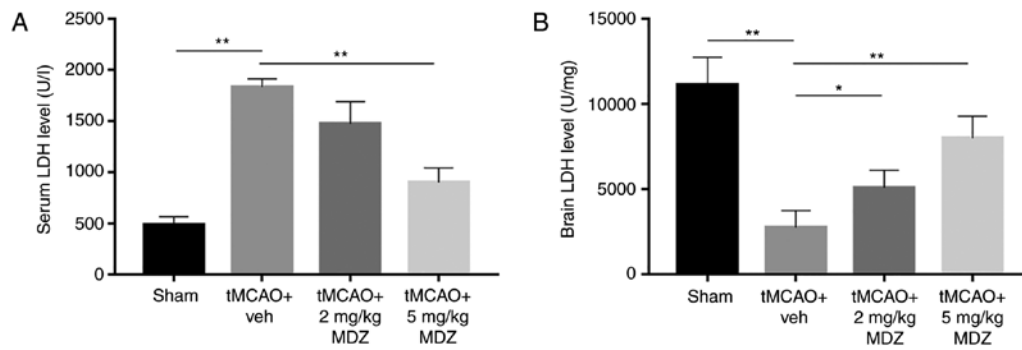 A
Serum LDH level (U/l)
2500
2000
1500
1000
500
0
**
**
Sham
tMCAO+
veh
tMCAO+
2 mg/kg
MDZ
tMCAO+
5 mg/kg
MDZ
B
Brain LDH level (U/mg)
15000
10000
5000
0
**
**
*
Sham
tMCAO+
veh
tMCAO+
2 mg/kg
MDZ
tMCAO+
5 mg/kg
MDZ